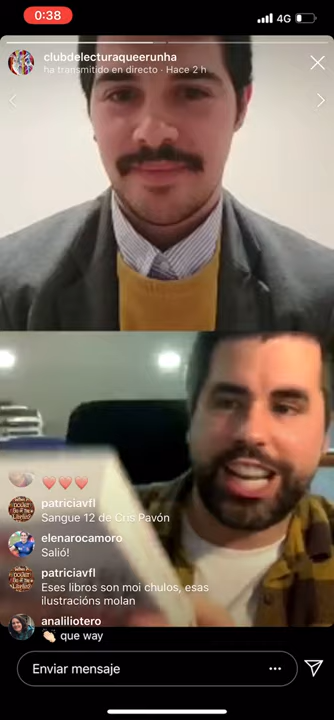 0:38
4G
clubdelecturaqueerunha
ha transmitido en directo · Hace 2 h
patriciavfl
Sangue 12 de Cris Pavón
elenarocamoro
Salió!
patriciavfl
Eses libros son moi chulos, esas
ilustracións molan
analiliotero
👏🏻 que way
Enviar mensaje